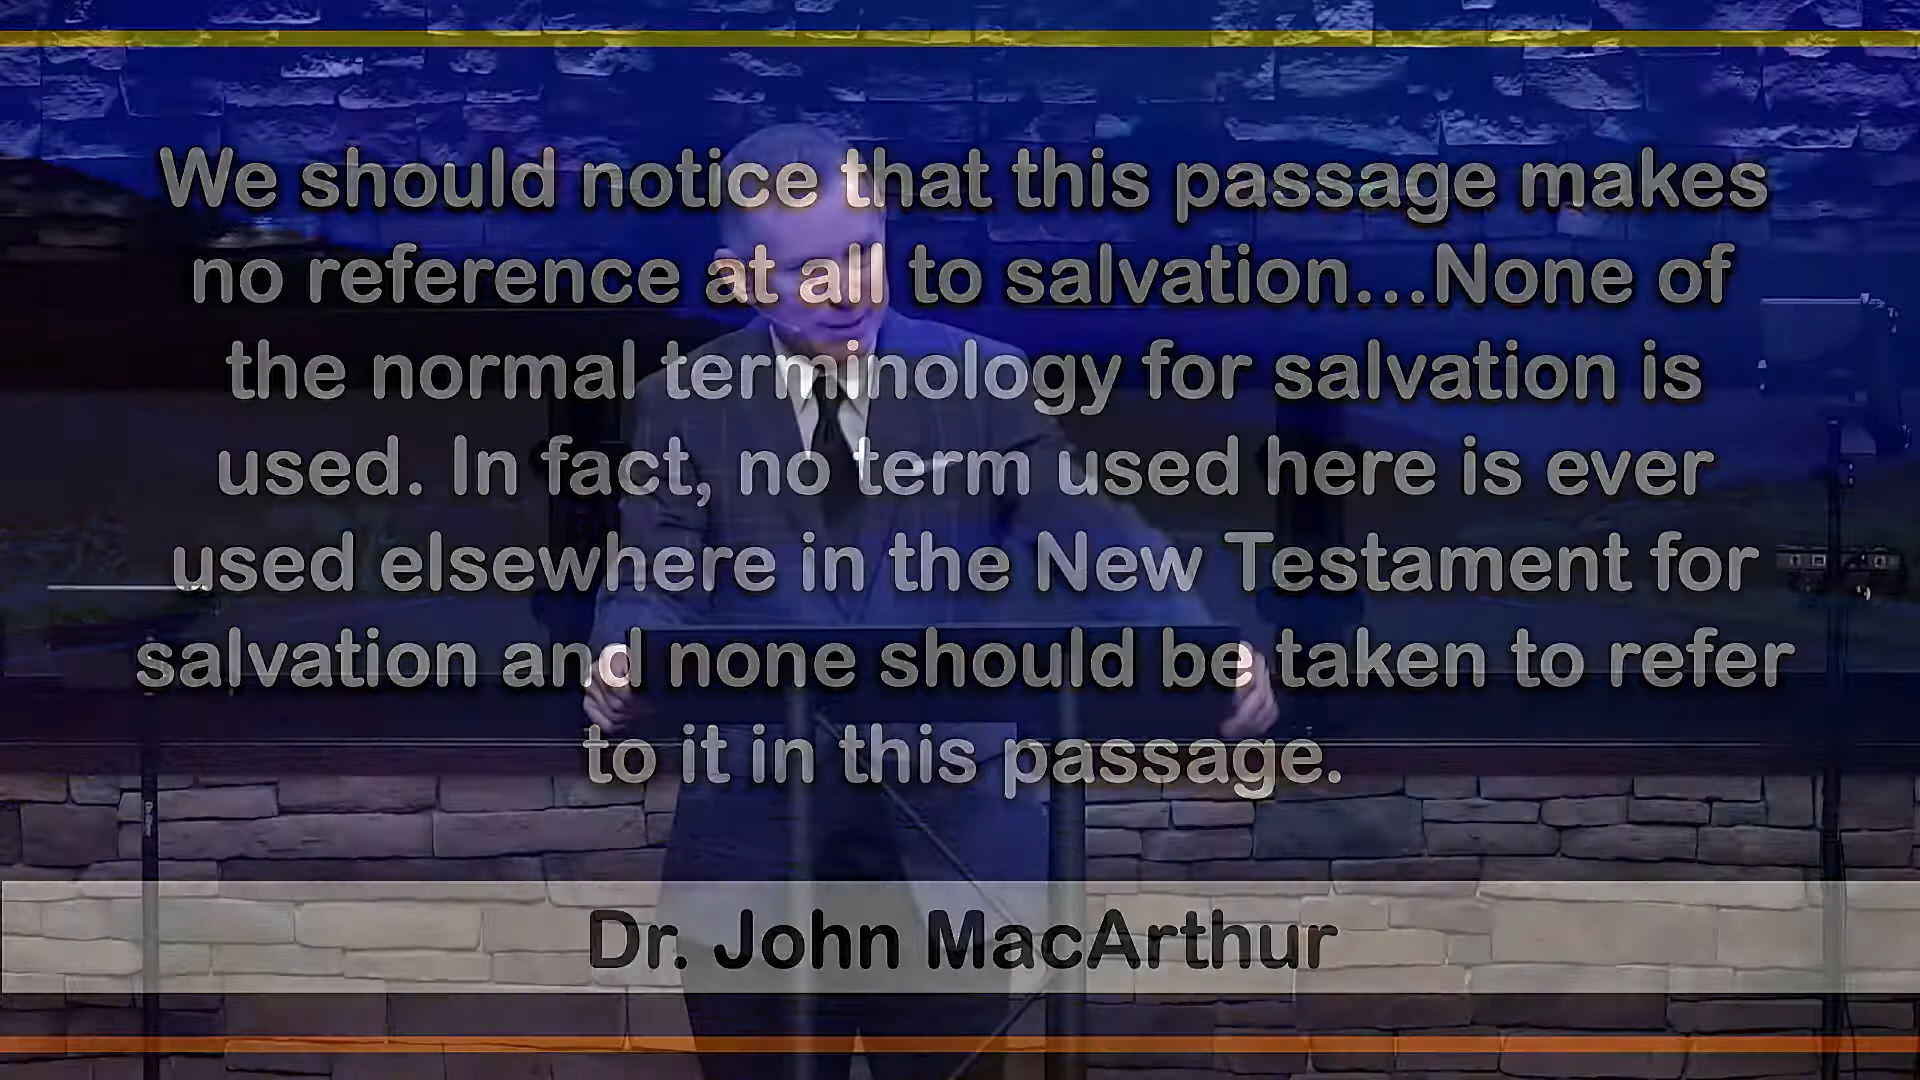 We should notice that this passage makes
no reference at all to salvation...None of
the normal terminology for salvation is
used. In fact, no term used here is ever
used elsewhere in the New Testament for
salvation and none should be taken to refer
to it in this passage.
Dr. John MacArthur